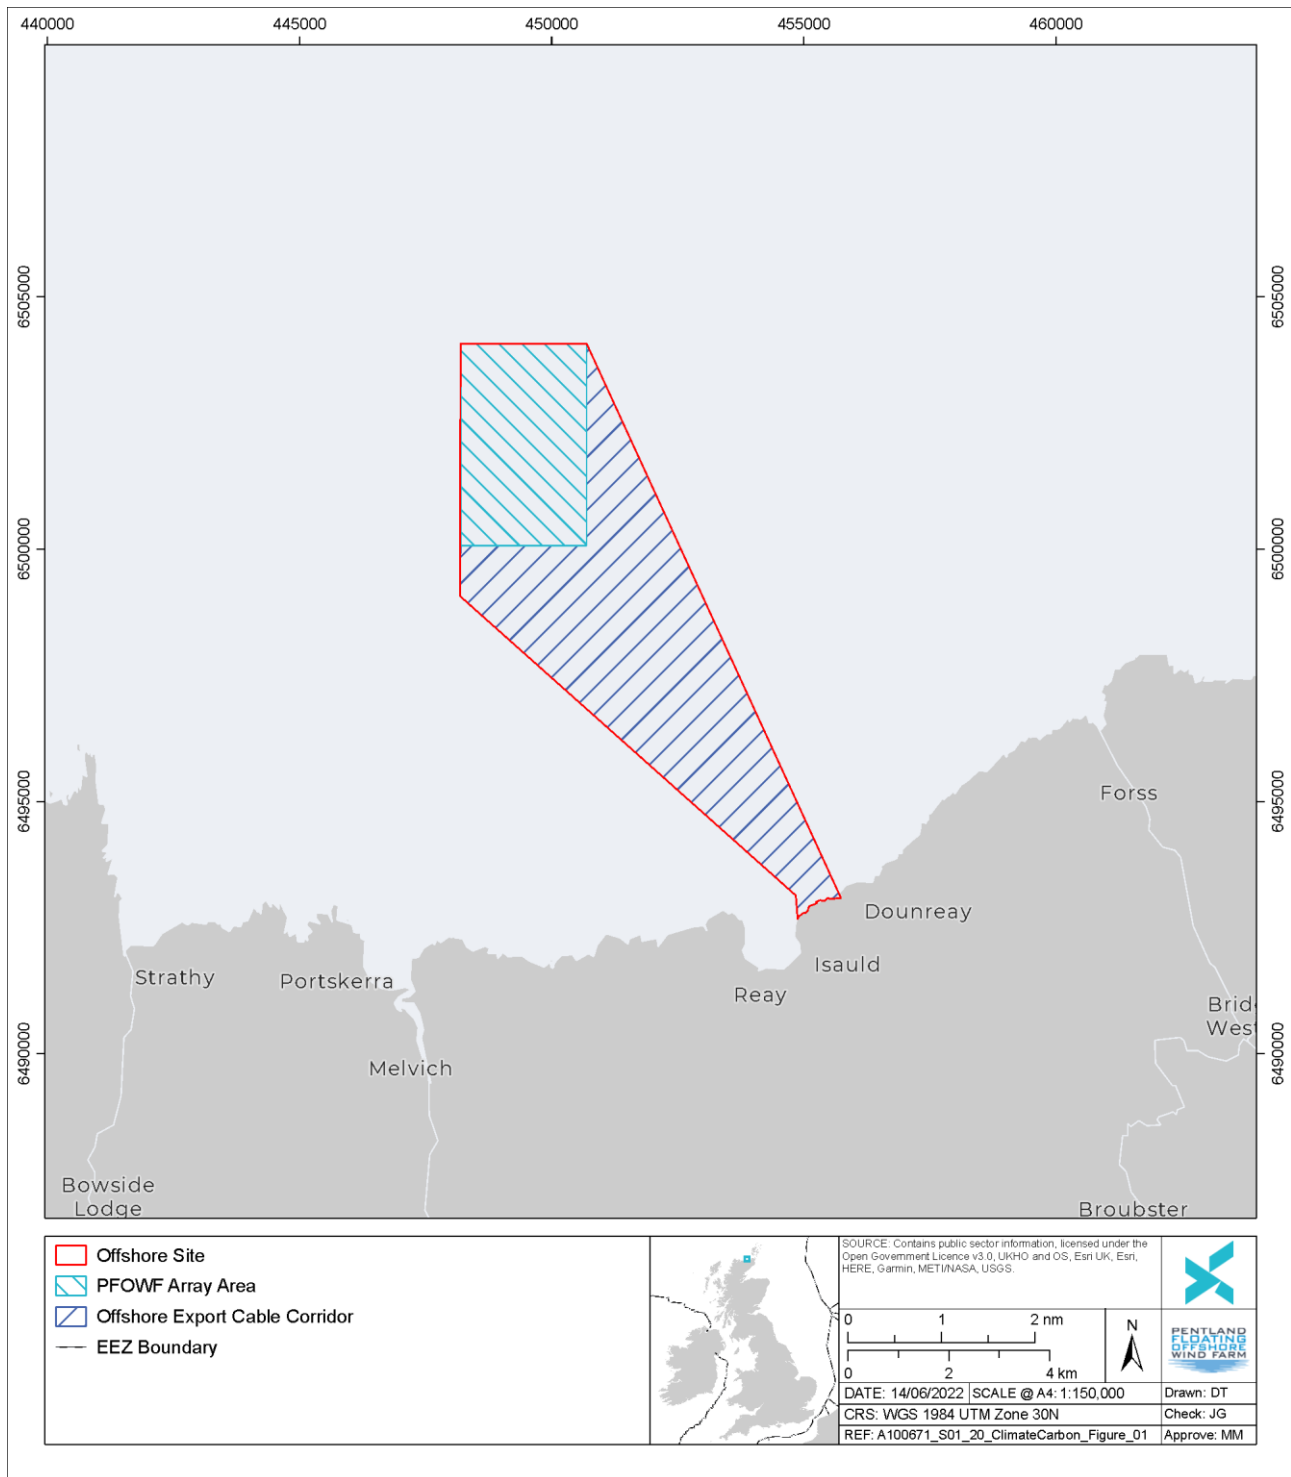 440000
445000
450000
455000
460000
6505000
6505000
6500000
6500000
6495000
6495000
6490000
6490000
Forss
Dounreay
Isauld
Reay
Strathy
Portskerra
Melvich
Brid
West
Bowside
Lodge
Broubster
Offshore Site
PFOWF Array Area
Offshore Export Cable Corridor
EEZ Boundary
SOURCE: Contains public sector information, licensed under the
Open Government Licence v3.0, UKHO and OS, Esri UK, Esri,
HERE, Garmin, METI/NASA, USGS.
0 1 2 nm
0 2 4 km
N
PENTLAND
FLOATING
OFFSHORE
WIND FARM
DATE: 14/06/2022 SCALE @ A4: 1:150,000 Drawn: DT
CRS: WGS 1984 UTM Zone 30N Check: JG
REF: A100671_S01_20_ClimateCarbon_Figure_01 Approve: MM